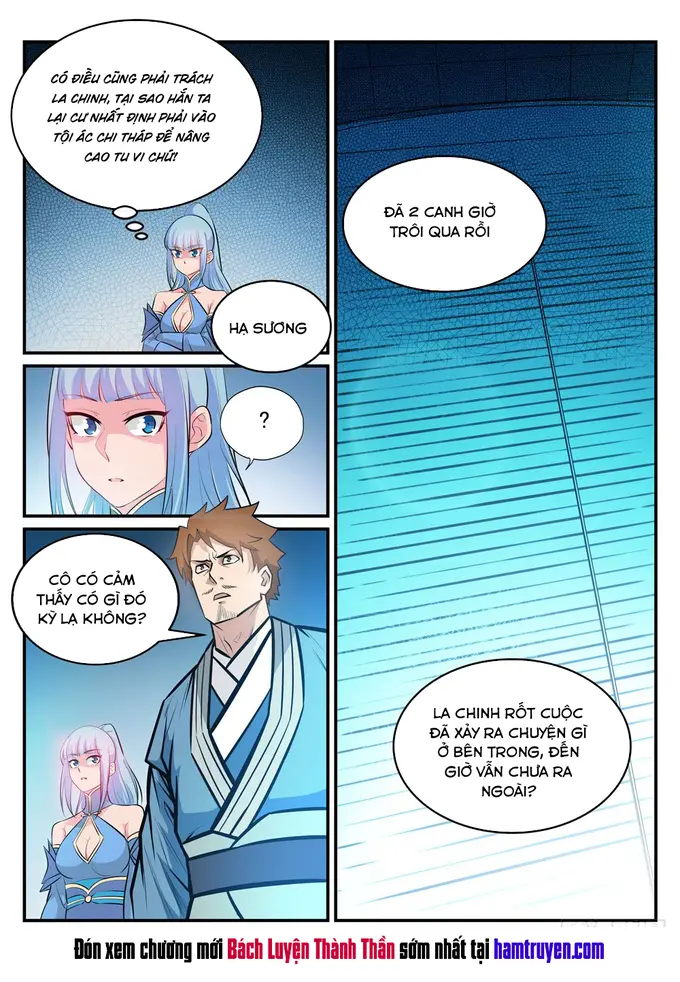 CÓ ĐIỀU CŨNG PHẢI TRÁCH
LA CHINH, TẠI SAO HẮN TA
LẠI CƯ NHẤT ĐỊNH PHẢI VÀO
TỘI ÁC CHI THÁP ĐỂ NÂNG
CAO TU VI CHỨ!
HẠ SƯƠNG
?
CÔ CÓ CẢM
THẤY CÓ GÌ ĐÓ
KỲ LẠ KHÔNG?
ĐÃ 2 CANH GIỜ
TRÔI QUA RỒI
LA CHINH RỐT CUỘC
ĐÃ XẢY RA CHUYỆN GÌ
Ở BÊN TRONG, ĐẾN
GIỜ VẪN CHƯA RA
NGOÀI?
Đón xem chương mới Bách Luyện Thành Thần sớm nhất tại hamtruyen.com